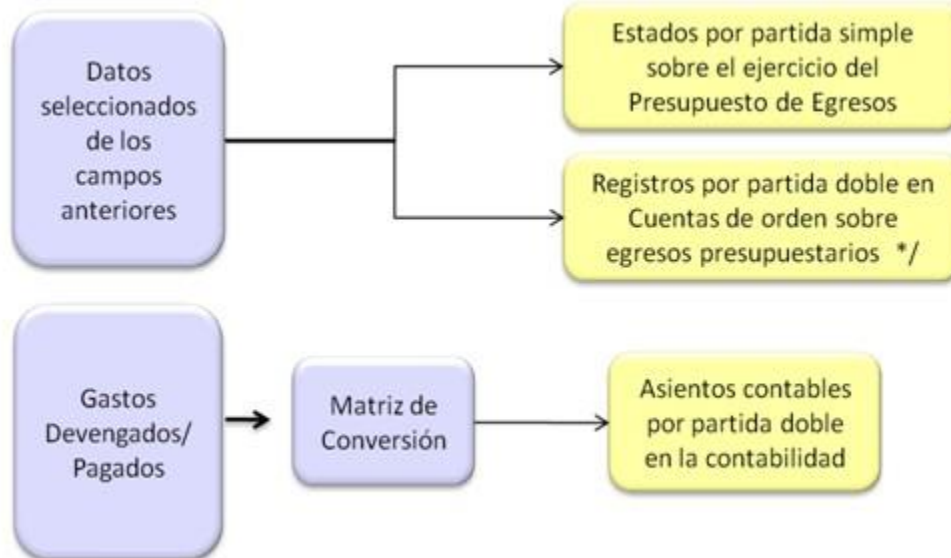 Datos
seleccionados
de los
campos
anteriores
Estados por partida simple
sobre el ejercicio del
Presupuesto de Egresos
Registros por partida doble en
Cuentas de orden sobre
egresos presupuestarios */
Gastos
Devengados/
Pagados
Matriz de
Conversión
Asientos contables
por partida doble
en la contabilidad